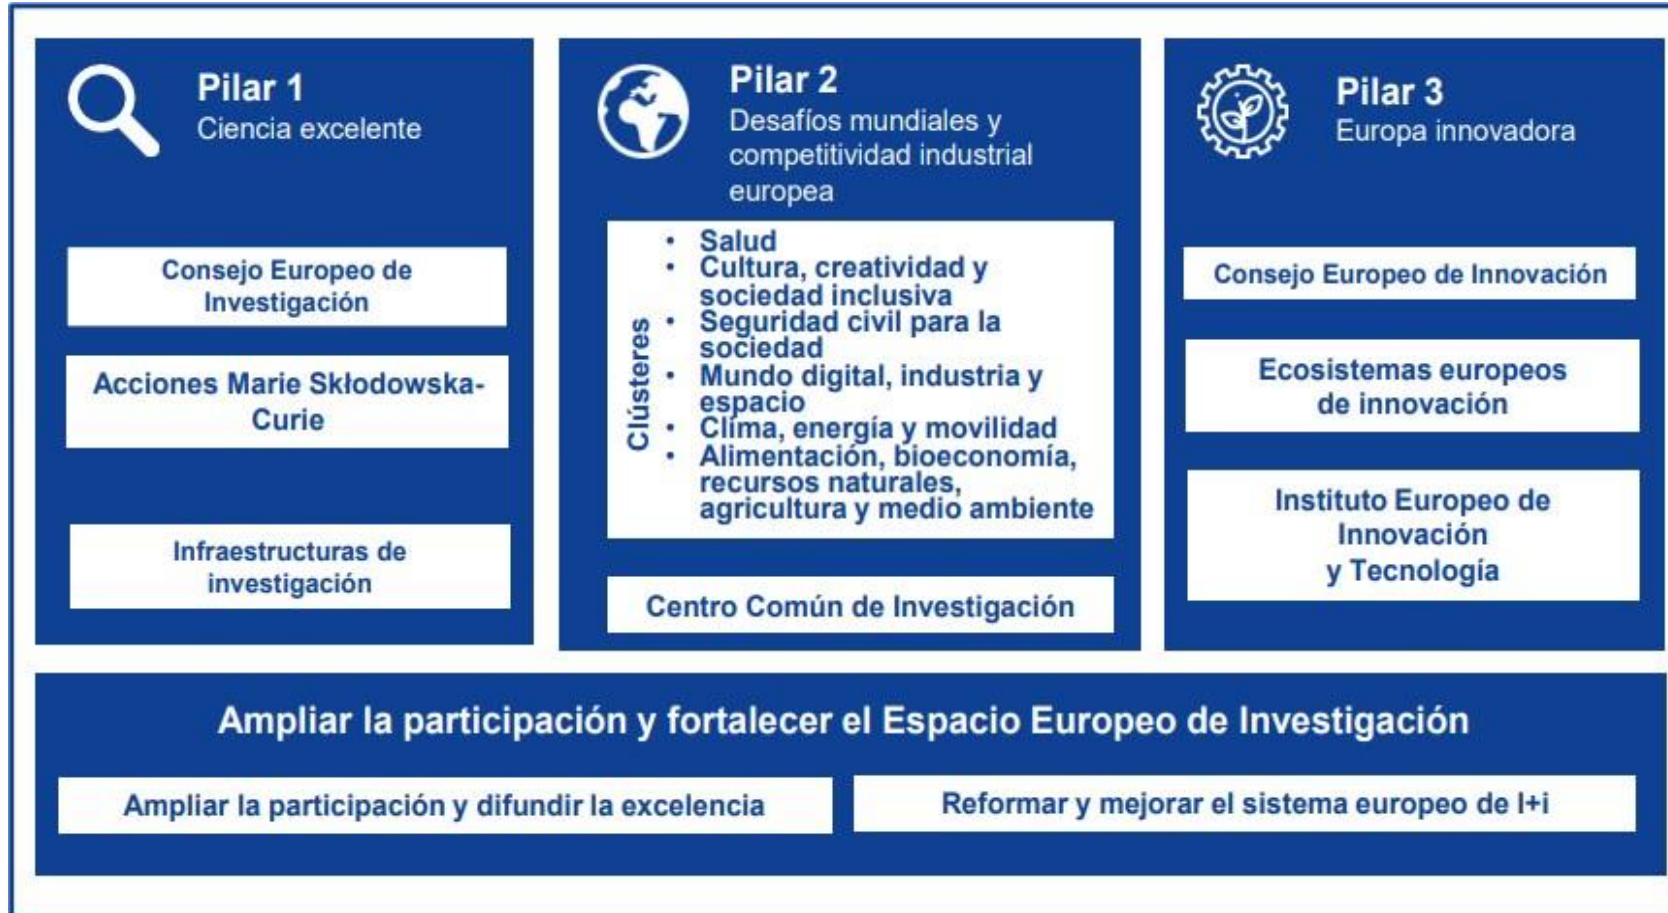 Pilar 1
Ciencia excelente
Consejo Europeo de
Investigación
Acciones Marie Skłodowska-
Curie
Infraestructuras de
investigación
Pilar 2
Desafíos mundiales y
competitividad industrial
europea
Clústeres
• Salud
• Cultura, creatividad y
sociedad inclusiva
• Seguridad civil para la
sociedad
• Mundo digital, industria y
espacio
• Clima, energía y movilidad
• Alimentación, bioeconomía,
recursos naturales,
agricultura y medio ambiente
Centro Común de Investigación
Pilar 3
Europa innovadora
Consejo Europeo de Innovación
Ecosistemas europeos
de innovación
Instituto Europeo de
Innovación
y Tecnología
Ampliar la participación y fortalecer el Espacio Europeo de Investigación
Ampliar la participación y difundir la excelencia
Reformar y mejorar el sistema europeo de I+i